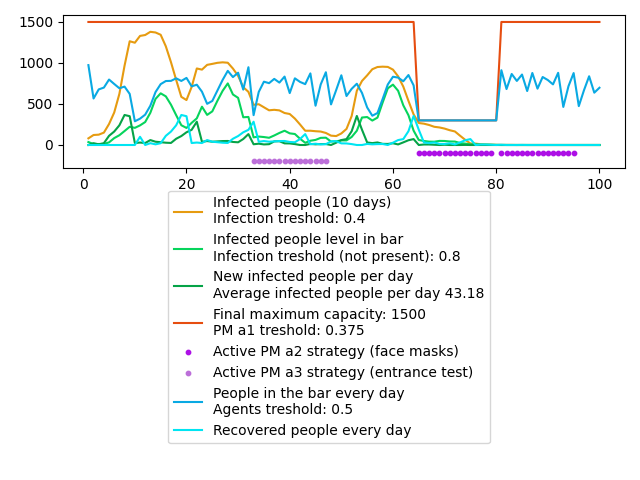 1500
1000
500
0
0 20 40 60 80 100
Infected people (10 days)
Infection treshold: 0.4
Infected people level in bar
Infection treshold (not present): 0.8
New infected people per day
Average infected people per day 43.18
Final maximum capacity: 1500
PM a1 treshold: 0.375
Active PM a2 strategy (face masks)
Active PM a3 strategy (entrance test)
People in the bar every day
Agents treshold: 0.5
Recovered people every day